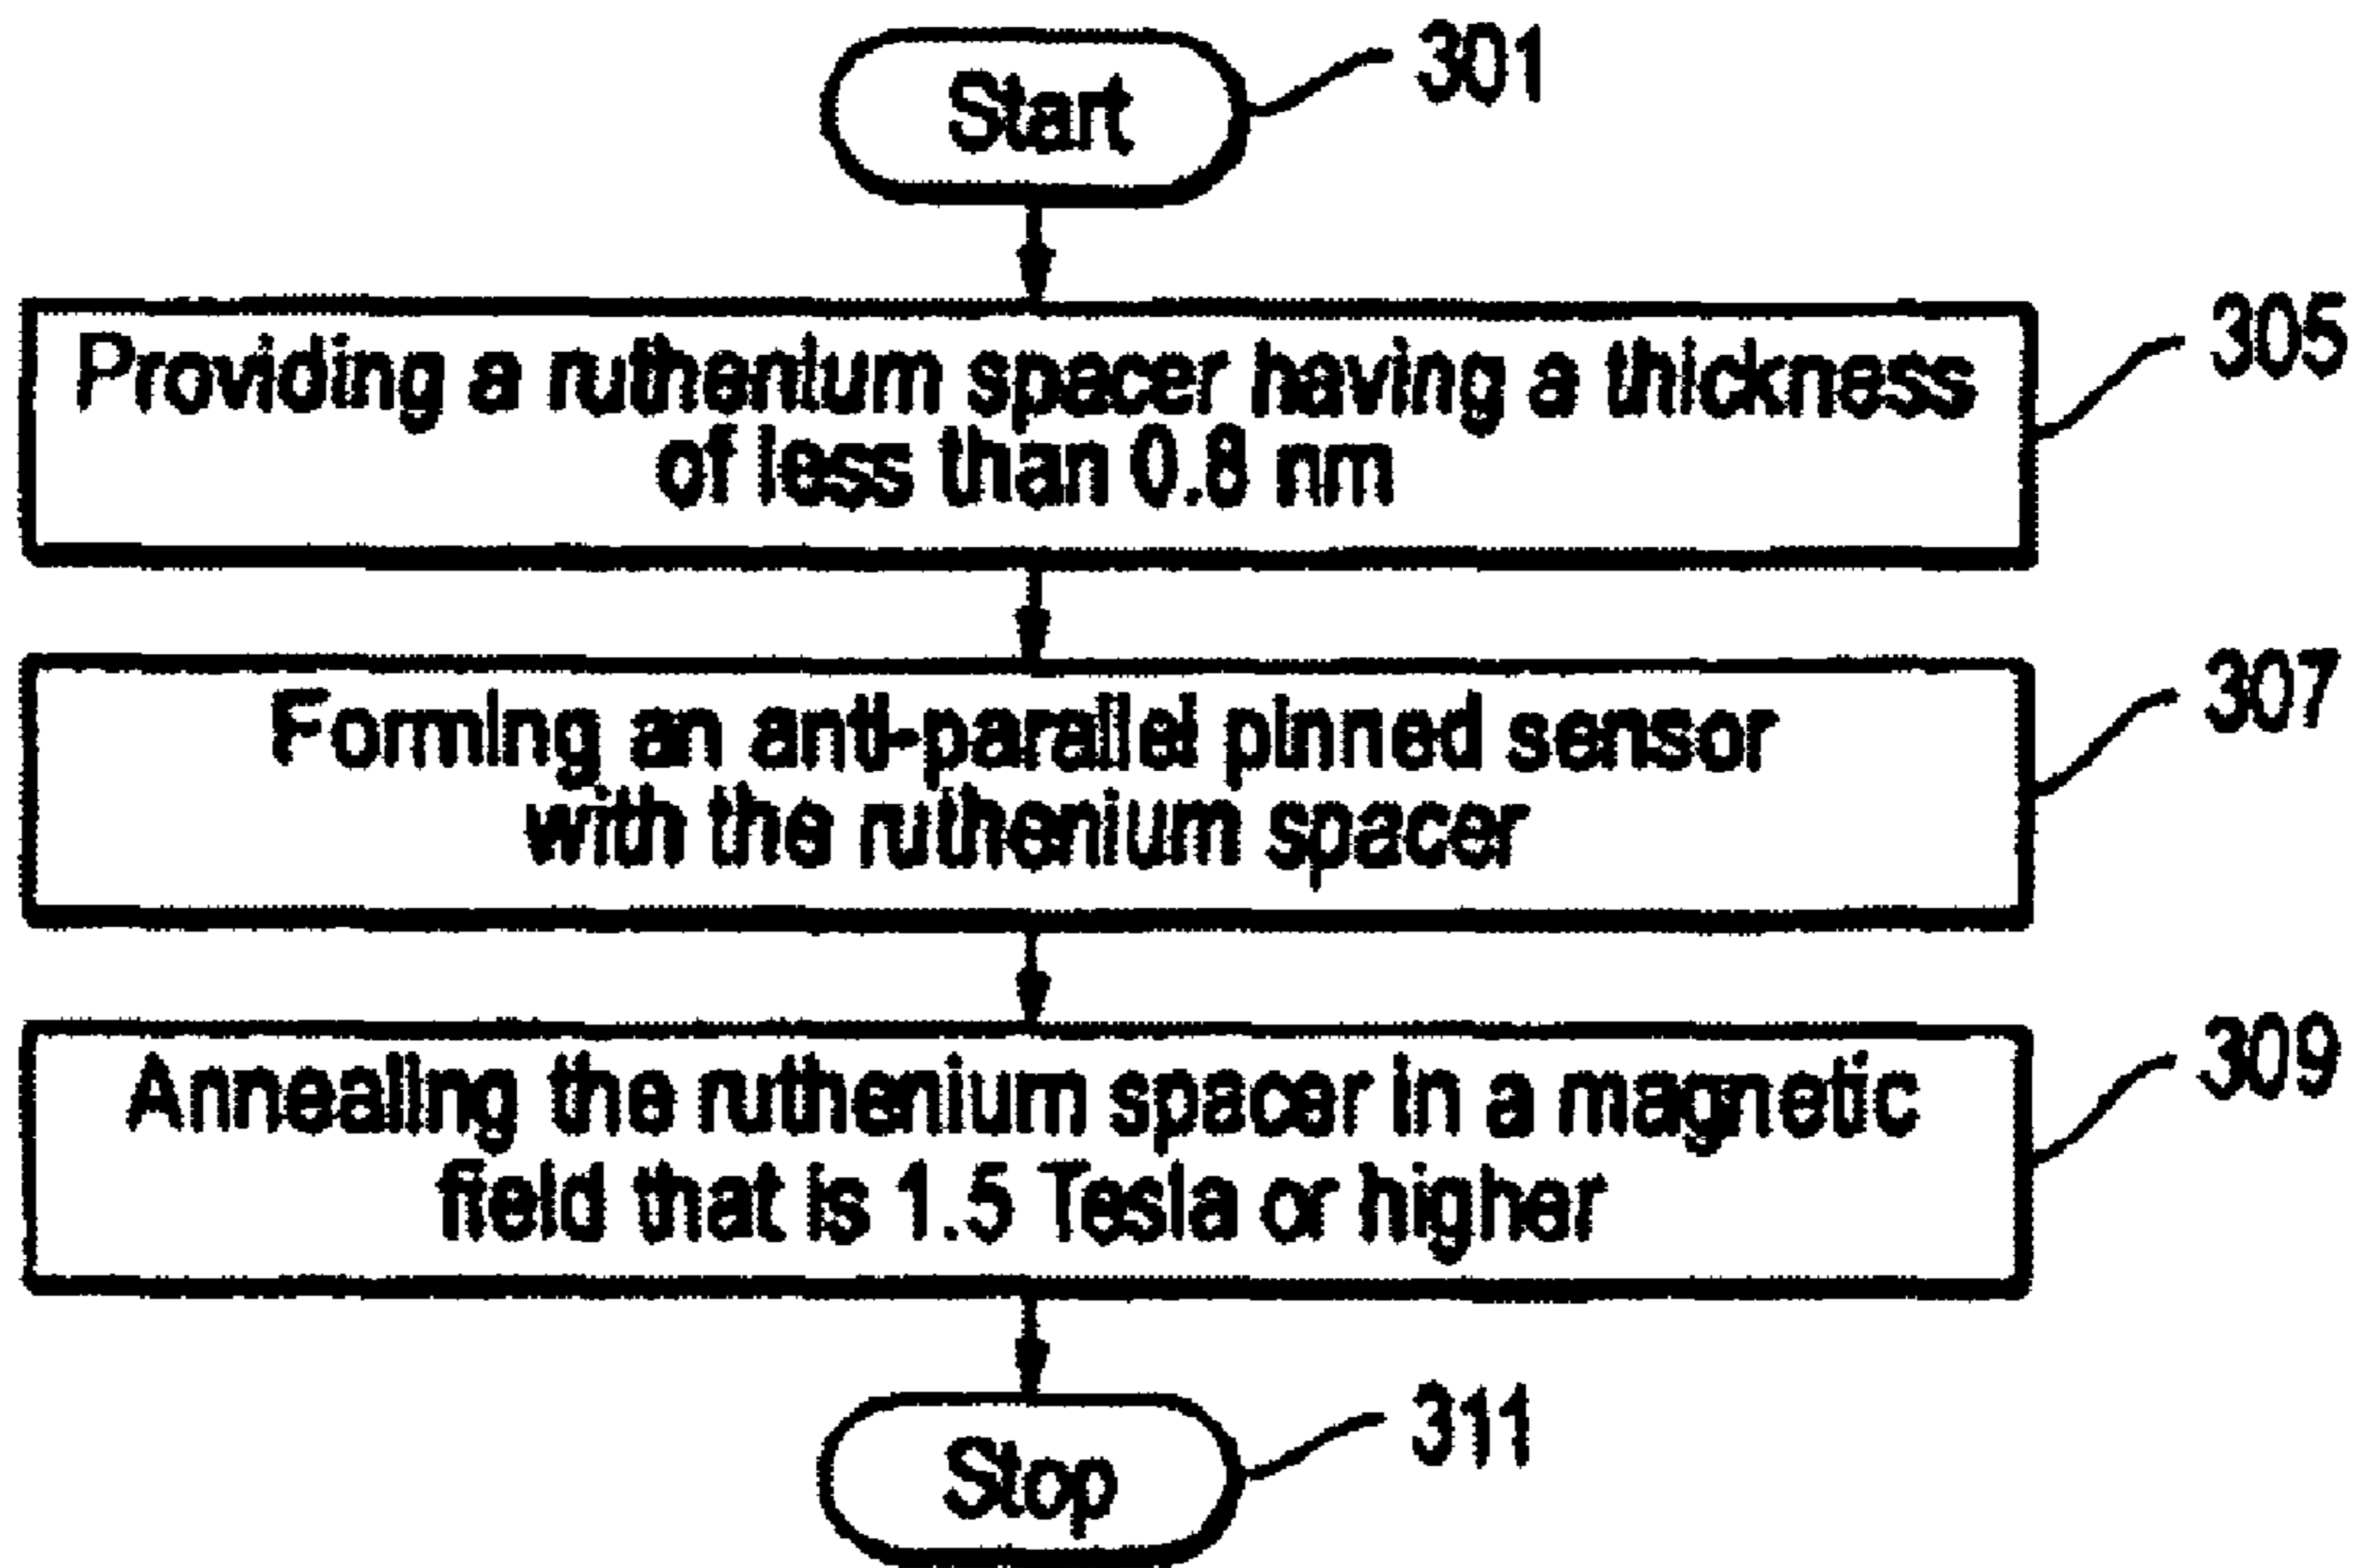 Start
301
Providing a ruthenium spacer having a thickness
of less than 0.8 nm
305
Forming an anti-parallel pinned sensor
with the ruthenium spacer
307
Annealing the ruthenium spacer in a magnetic
field that is 1.5 Tesla or higher
309
Stop
311